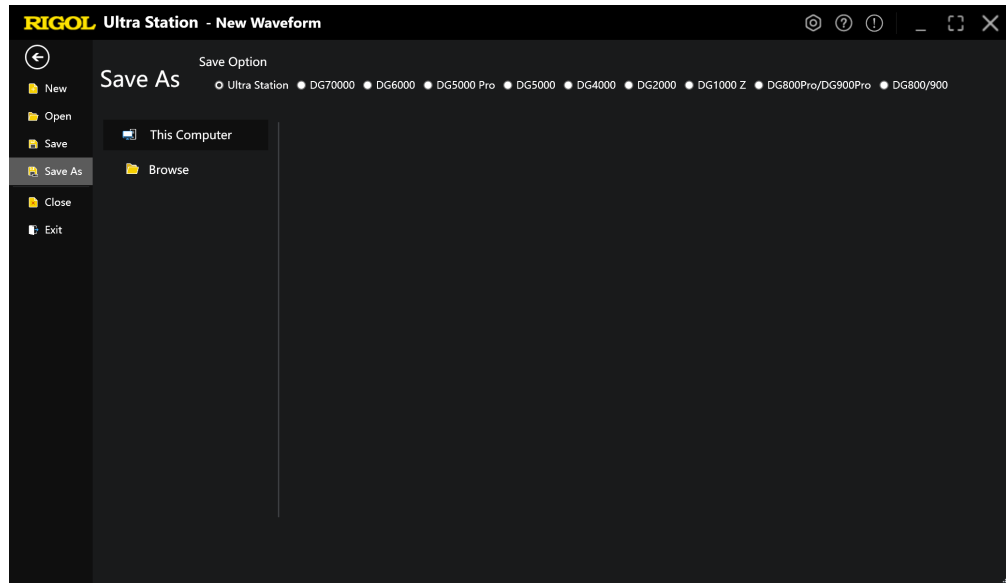 RIGOL Ultra Station - New Waveform
Save Option
Save As
Ultra Station DG70000 DG6000 DG5000 Pro DG5000 DG4000 DG2000 DG1000 Z DG800Pro/DG900Pro DG800/900
New
Open
Save
Save As
Close
Exit
This Computer
Browse